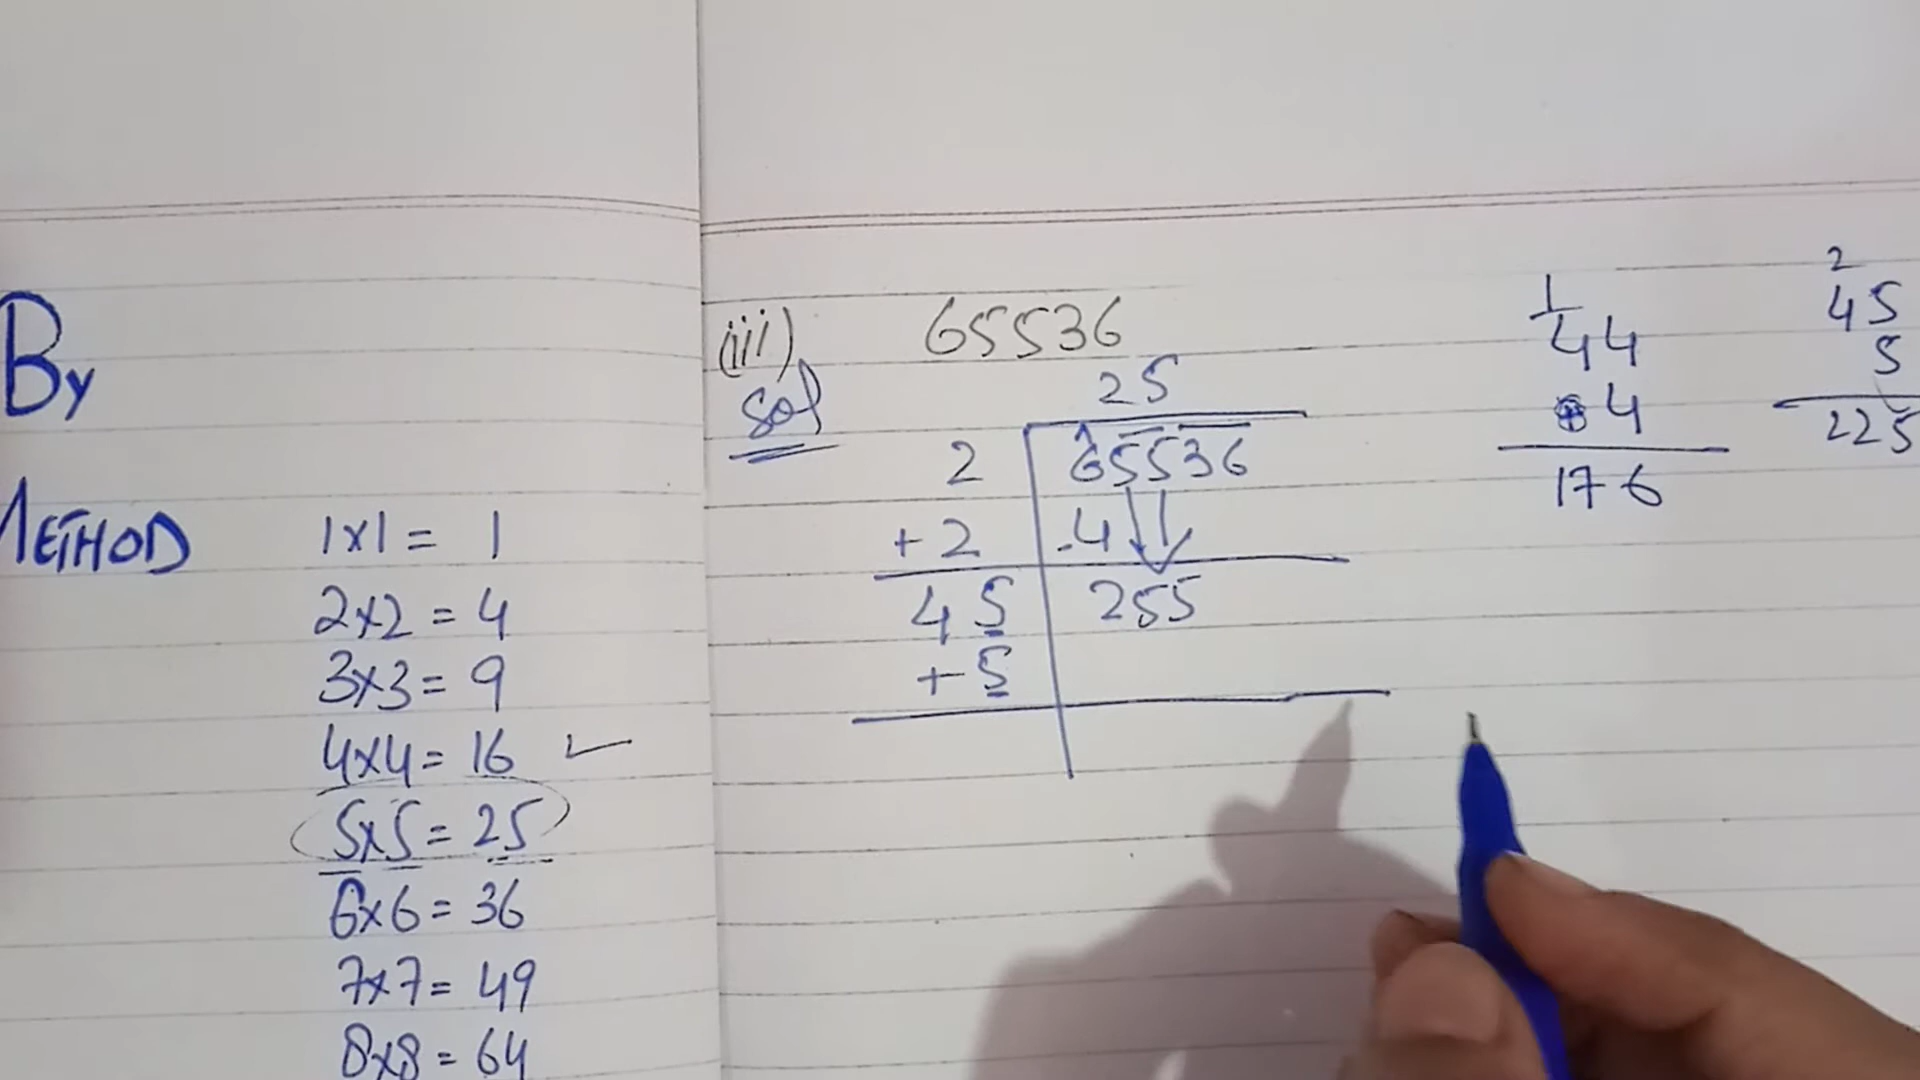 By
METHOD
1x1 = 1
2x2 = 4
3x3 = 9
4x4 = 16 ✓
5x5 = 25
6x6 = 36
7x7 = 49
8x8 = 64
(iii) 65536
Sol
25
2 65536
+2 -4
45 255
+5
1
44
4
176
2
45
5
225